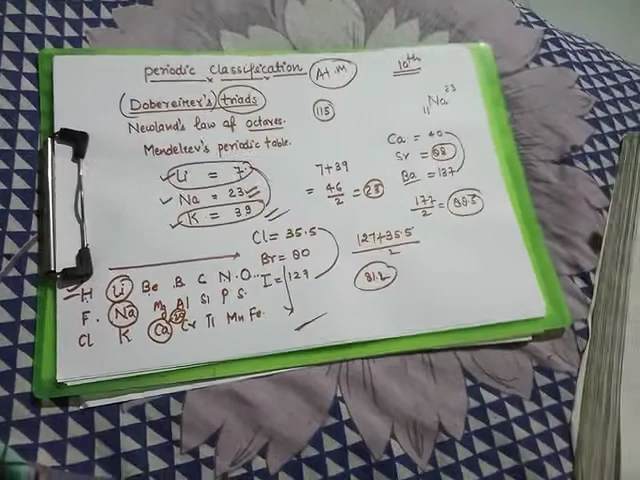 periodic classification At.M 10th
(Dobereiner's) triads 115
Newland's law of octaves.
Mendeleev's periodic table.
11Na23
Li = 7
Na = 23
K = 39
7+39
= 46/2 = 23
Ca = 40
Sr = 88
Ba = 137
177/2 = 88.5
Cl = 35.5
Br = 80
I = 127
127+35.5/2
81.2
H Li Be B C N O
F Na Mg Al Si P S
Cl K Ca Cr Ti Mn Fe